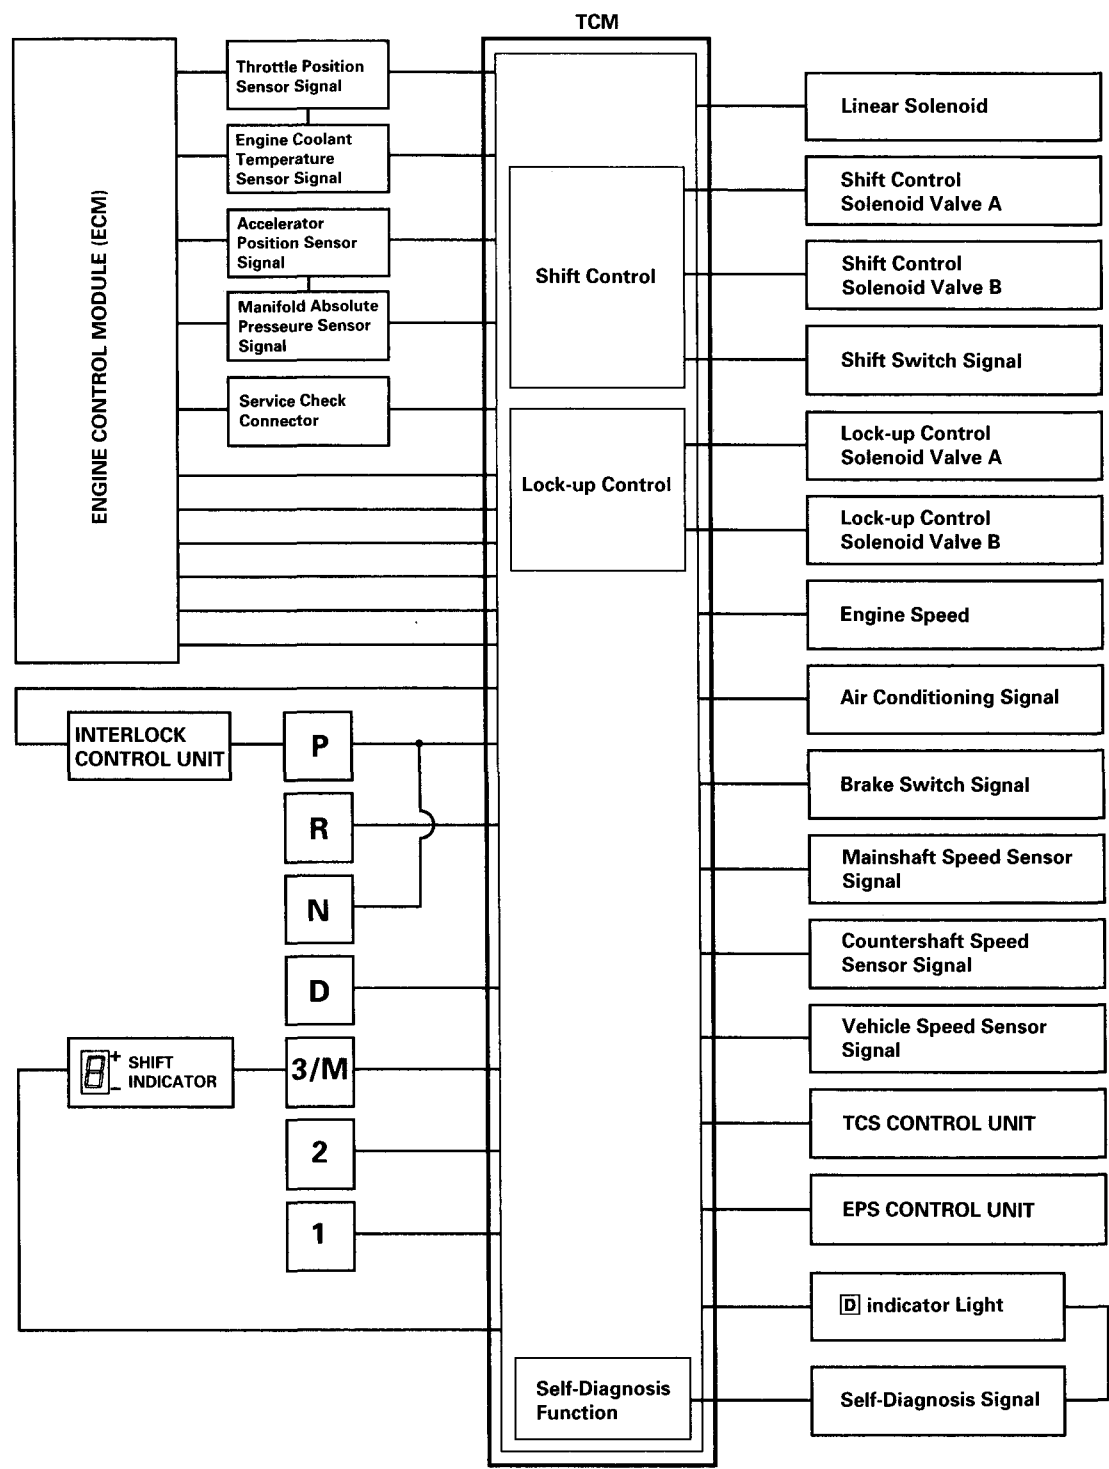 TCM
ENGINE CONTROL MODULE (ECM)
Throttle Position
Sensor Signal
Engine Coolant
Temperature
Sensor Signal
Accelerator
Position Sensor
Signal
Manifold Absolute
Presseure Sensor
Signal
Service Check
Connector
INTERLOCK
CONTROL UNIT
P
R
N
D
3/M
2
1
8 + SHIFT
– INDICATOR
Shift Control
Lock-up Control
Self-Diagnosis
Function
Linear Solenoid
Shift Control
Solenoid Valve A
Shift Control
Solenoid Valve B
Shift Switch Signal
Lock-up Control
Solenoid Valve A
Lock-up Control
Solenoid Valve B
Engine Speed
Air Conditioning Signal
Brake Switch Signal
Mainshaft Speed Sensor
Signal
Countershaft Speed
Sensor Signal
Vehicle Speed Sensor
Signal
TCS CONTROL UNIT
EPS CONTROL UNIT
D indicator Light
Self-Diagnosis Signal